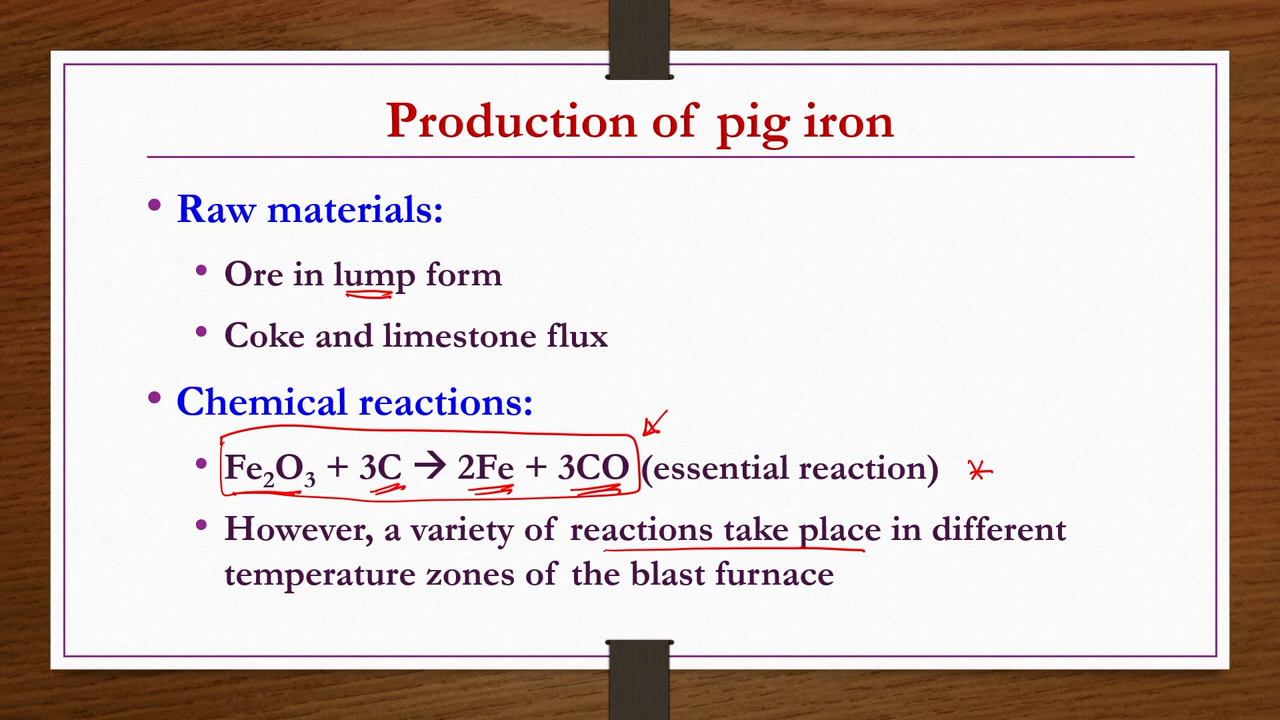 Production of pig iron
• Raw materials:
• Ore in lump form
• Coke and limestone flux
• Chemical reactions:
• Fe₂O₃ + 3C → 2Fe + 3CO (essential reaction) *
• However, a variety of reactions take place in different
temperature zones of the blast furnace